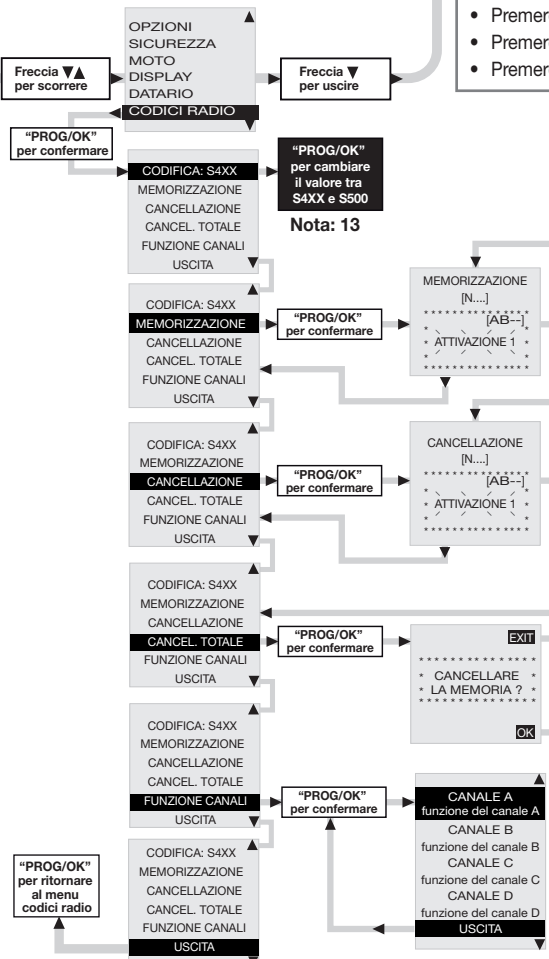 • Premer
• Premer
• Premer
OPZIONI
SICUREZZA
MOTO
DISPLAY
DATARIO
CODICI RADIO
Freccia ▼▲
per scorrere
Freccia ▼
per uscire
“PROG/OK”
per confermare
CODIFICA: S4XX
MEMORIZZAZIONE
CANCELLAZIONE
CANCEL. TOTALE
FUNZIONE CANALI
USCITA
“PROG/OK”
per cambiare
il valore tra
S4XX e S500
Nota: 13
CODIFICA: S4XX
MEMORIZZAZIONE
CANCELLAZIONE
CANCEL. TOTALE
FUNZIONE CANALI
USCITA
“PROG/OK”
per confermare
MEMORIZZAZIONE
[N....]
[AB--]
ATTIVAZIONE 1
CODIFICA: S4XX
MEMORIZZAZIONE
CANCELLAZIONE
CANCEL. TOTALE
FUNZIONE CANALI
USCITA
“PROG/OK”
per confermare
CANCELLAZIONE
[N....]
[AB--]
ATTIVAZIONE 1
CODIFICA: S4XX
MEMORIZZAZIONE
CANCELLAZIONE
CANCEL. TOTALE
FUNZIONE CANALI
USCITA
“PROG/OK”
per confermare
EXIT
CANCELLARE
LA MEMORIA ?
OK
CODIFICA: S4XX
MEMORIZZAZIONE
CANCELLAZIONE
CANCEL. TOTALE
FUNZIONE CANALI
USCITA
“PROG/OK”
per confermare
CANALE A
funzione del canale A
CANALE B
funzione del canale B
CANALE C
funzione del canale C
CANALE D
funzione del canale D
USCITA
CODIFICA: S4XX
MEMORIZZAZIONE
CANCELLAZIONE
CANCEL. TOTALE
FUNZIONE CANALI
USCITA
“PROG/OK”
per ritornare
al menu
codici radio